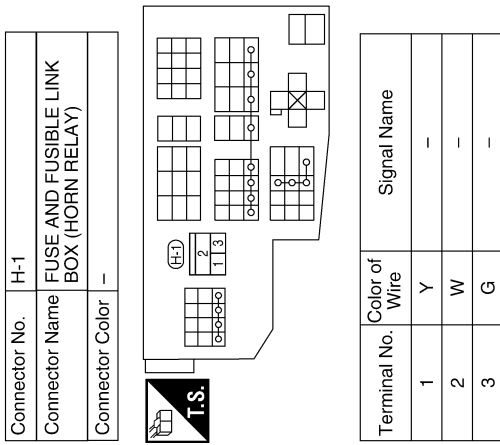 Connector No. H-1
Connector Name FUSE AND FUSIBLE LINK
BOX (HORN RELAY)
Connector Color –
H-1
2
1 3
T.S.
Terminal No. Color of Wire Signal Name
1 Y –
2 W –
3 G –